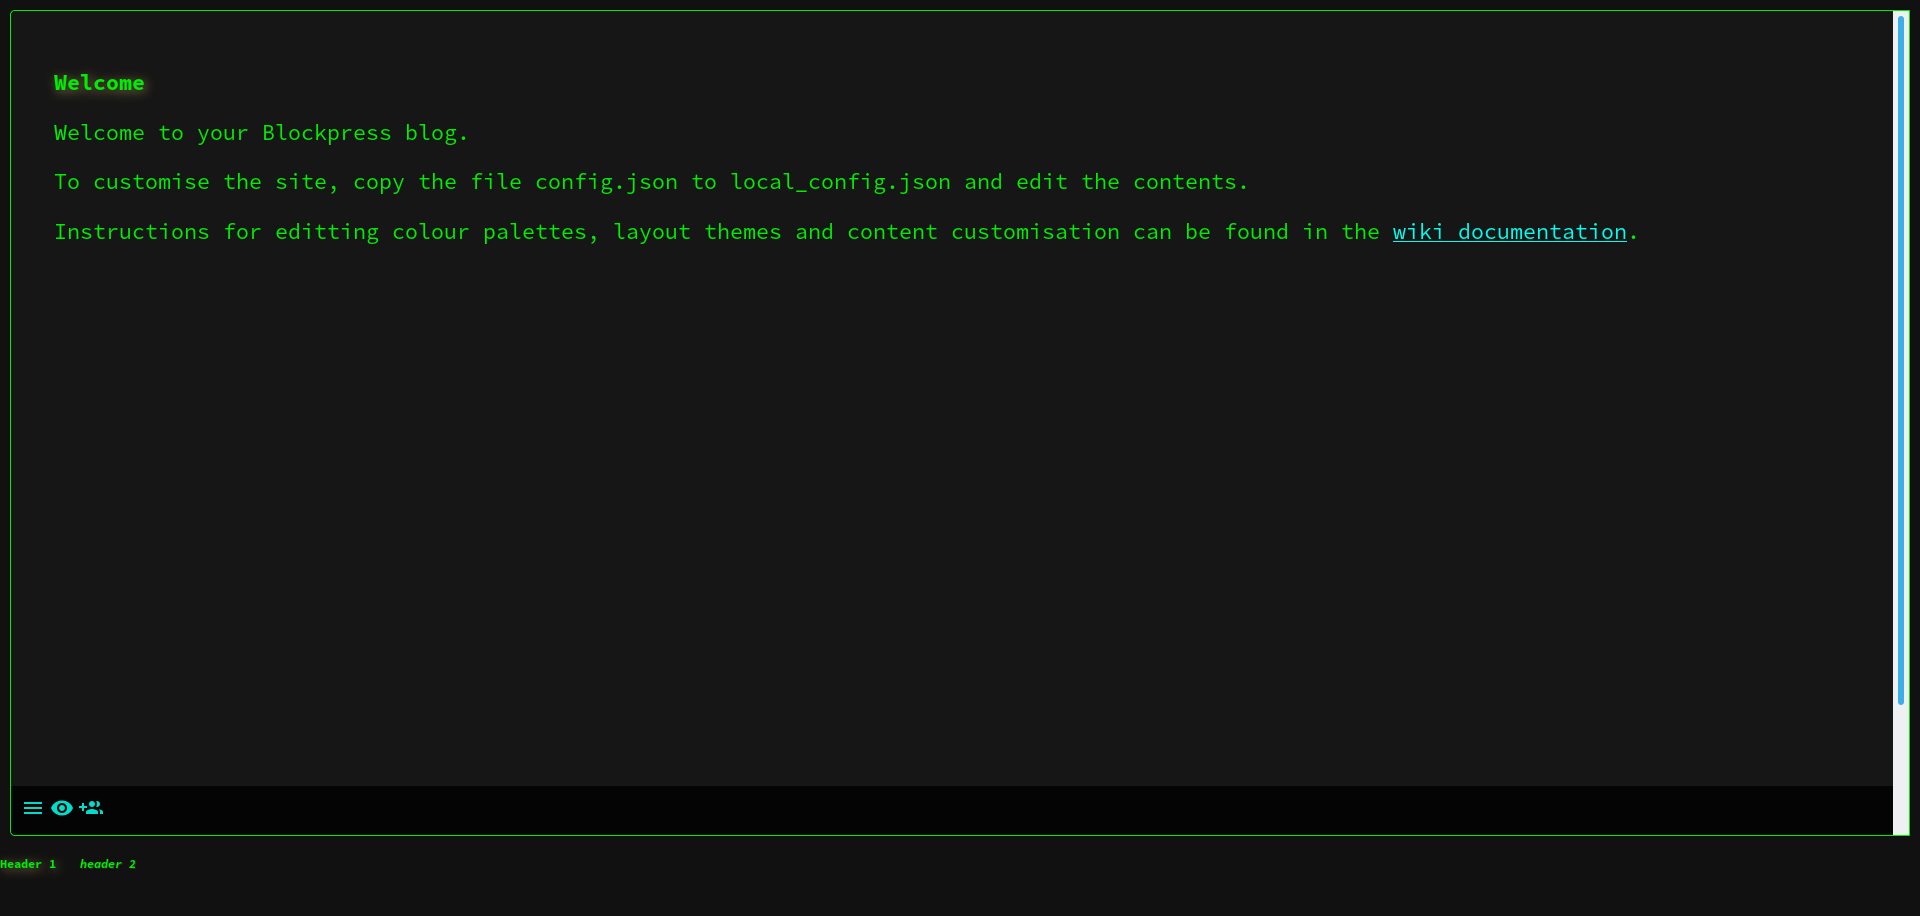 Welcome
Welcome to your Blockpress blog.
To customise the site, copy the file config.json to local_config.json and edit the contents.
Instructions for editting colour palettes, layout themes and content customisation can be found in the wiki documentation.
Header 1 header 2